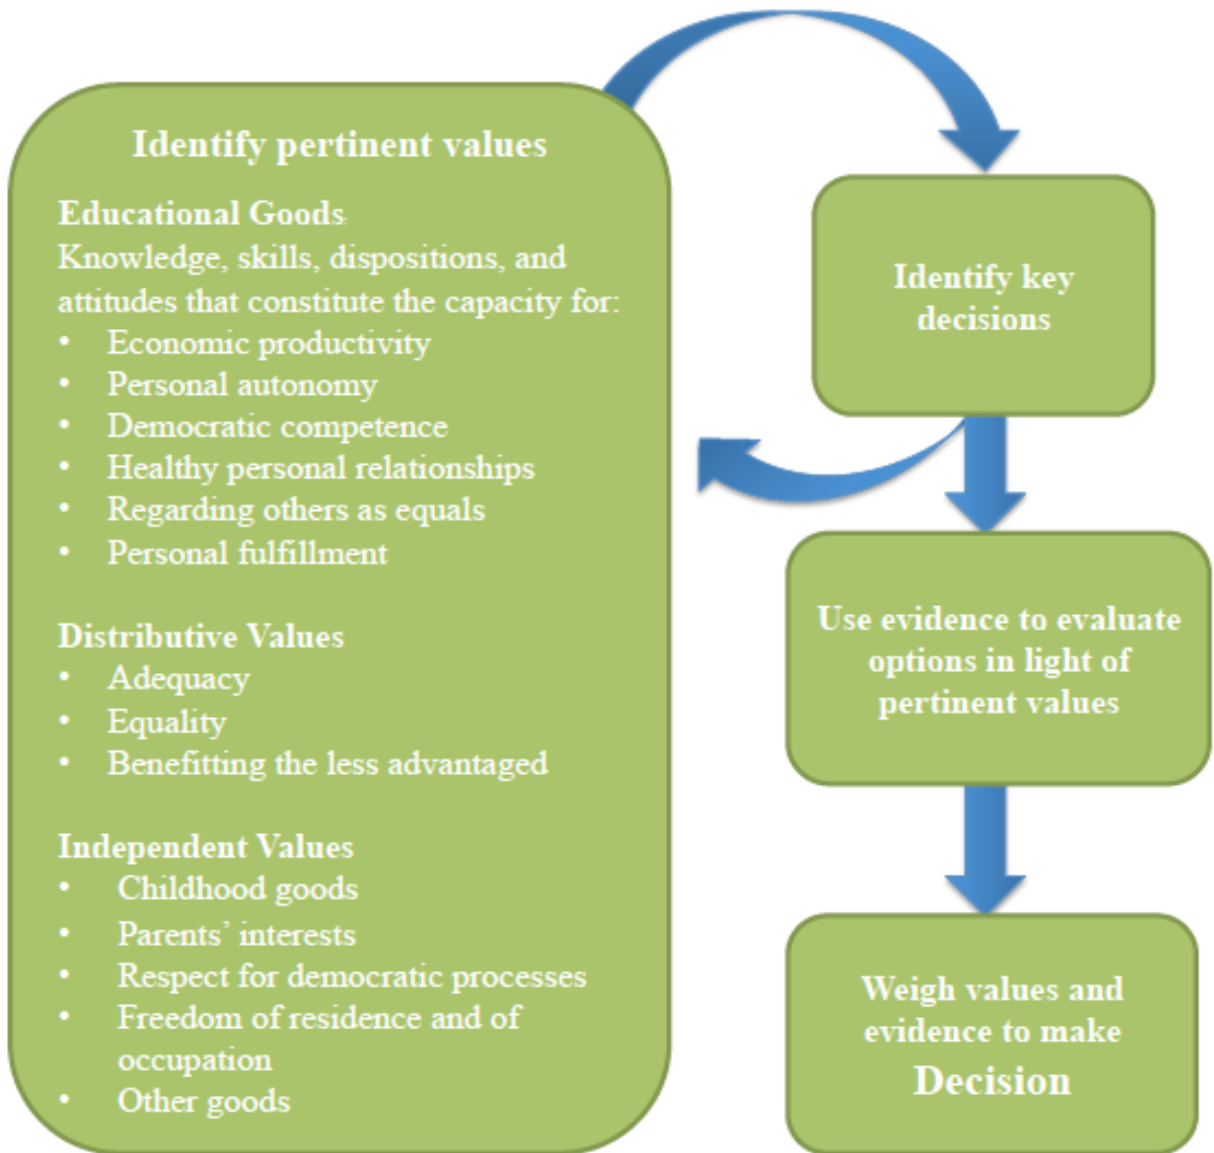 Identify pertinent values
Educational Goods:
Knowledge, skills, dispositions, and
attitudes that constitute the capacity for:
• Economic productivity
• Personal autonomy
• Democratic competence
• Healthy personal relationships
• Regarding others as equals
• Personal fulfillment
Distributive Values
• Adequacy
• Equality
• Benefitting the less advantaged
Independent Values
• Childhood goods
• Parents’ interests
• Respect for democratic processes
• Freedom of residence and of
occupation
• Other goods
Identify key
decisions
Use evidence to evaluate
options in light of
pertinent values
Weigh values and
evidence to make
Decision